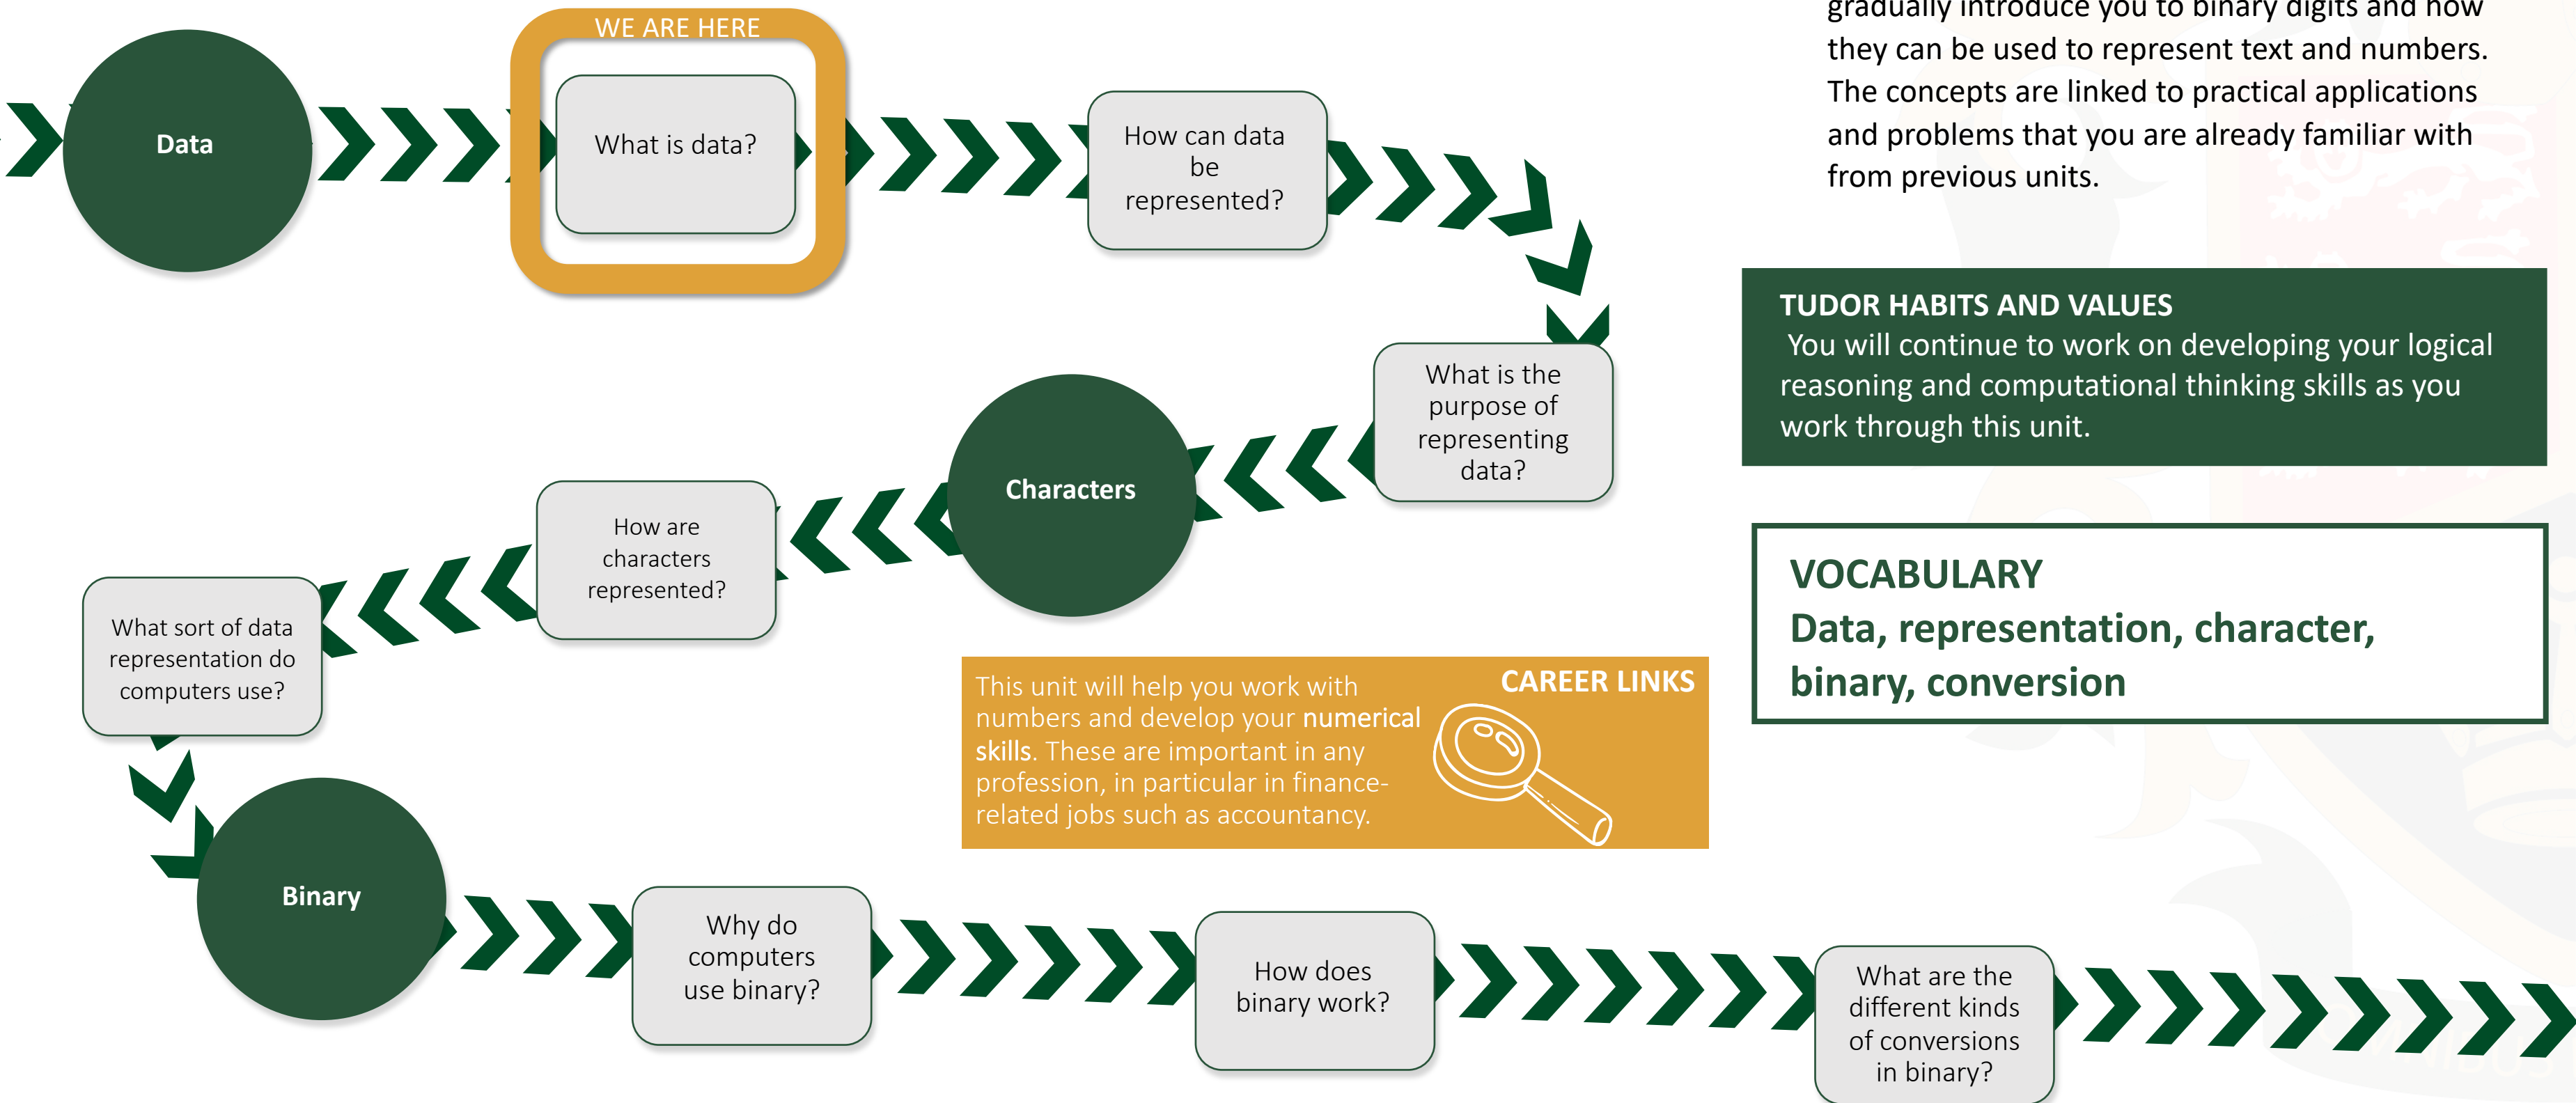 WE ARE HERE
Data
What is data?
How can data
be
represented?
gradually introduce you to binary digits and how
they can be used to represent text and numbers.
The concepts are linked to practical applications
and problems that you are already familiar with
from previous units.
TUDOR HABITS AND VALUES
You will continue to work on developing your logical
reasoning and computational thinking skills as you
work through this unit.
What is the
purpose of
representing
data?
Characters
How are
characters
represented?
What sort of data
representation do
computers use?
VOCABULARY
Data, representation, character,
binary, conversion
CAREER LINKS
This unit will help you work with
numbers and develop your numerical
skills. These are important in any
profession, in particular in finance-
related jobs such as accountancy.
Binary
Why do
computers
use binary?
How does
binary work?
What are the
different kinds
of conversions
in binary?